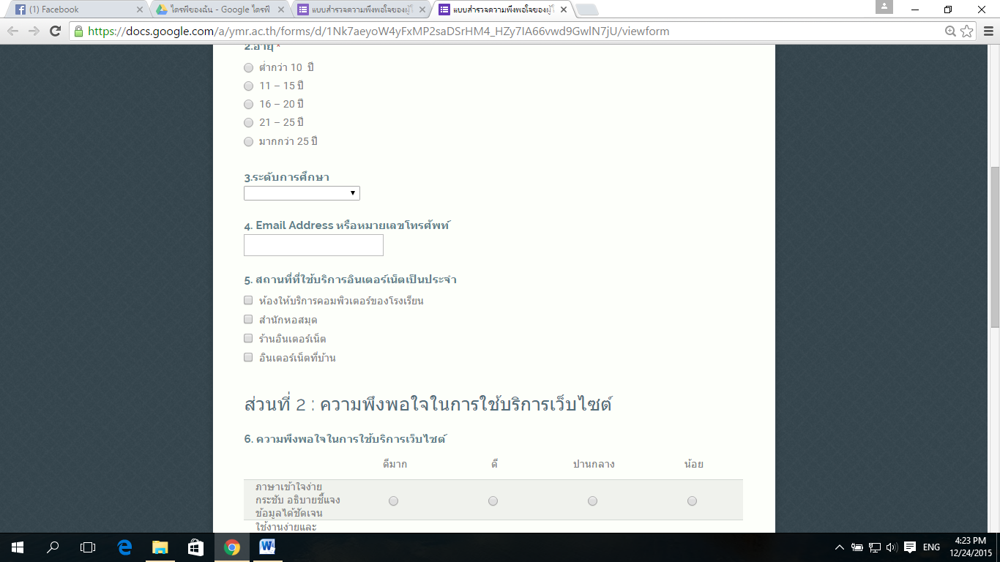 (1) Facebook
ไดรฟ์ของฉัน - Google ไดรฟ์
แบบสำรวจความพึงพอใจของผู้ใ
แบบสำรวจความพึงพอใจของผู้ใ
https://docs.google.com/a/ymr.ac.th/forms/d/1Nk7aeyoW4yFxMP2saDSrHM4_HZy7IA66vwd9GwlN7jU/viewform
2.อายุ *
ต่ำกว่า 10 ปี
11 – 15 ปี
16 – 20 ปี
21 – 25 ปี
มากกว่า 25 ปี
3.ระดับการศึกษา
4. Email Address หรือหมายเลขโทรศัพท์
5. สถานที่ที่ใช้บริการอินเตอร์เน็ตเป็นประจำ
ห้องให้บริการคอมพิวเตอร์ของโรงเรียน
สำนักหอสมุด
ร้านอินเตอร์เน็ต
อินเตอร์เน็ตที่บ้าน
ส่วนที่ 2 : ความพึงพอใจในการใช้บริการเว็บไซต์
6. ความพึงพอใจในการใช้บริการเว็บไซต์
ดีมาก ดี ปานกลาง น้อย
ภาษาเข้าใจง่าย
กระชับ อธิบายชี้แจง
ข้อมูลได้ชัดเจน
ใช้งานง่ายและ
ENG
4:23 PM
12/24/2015